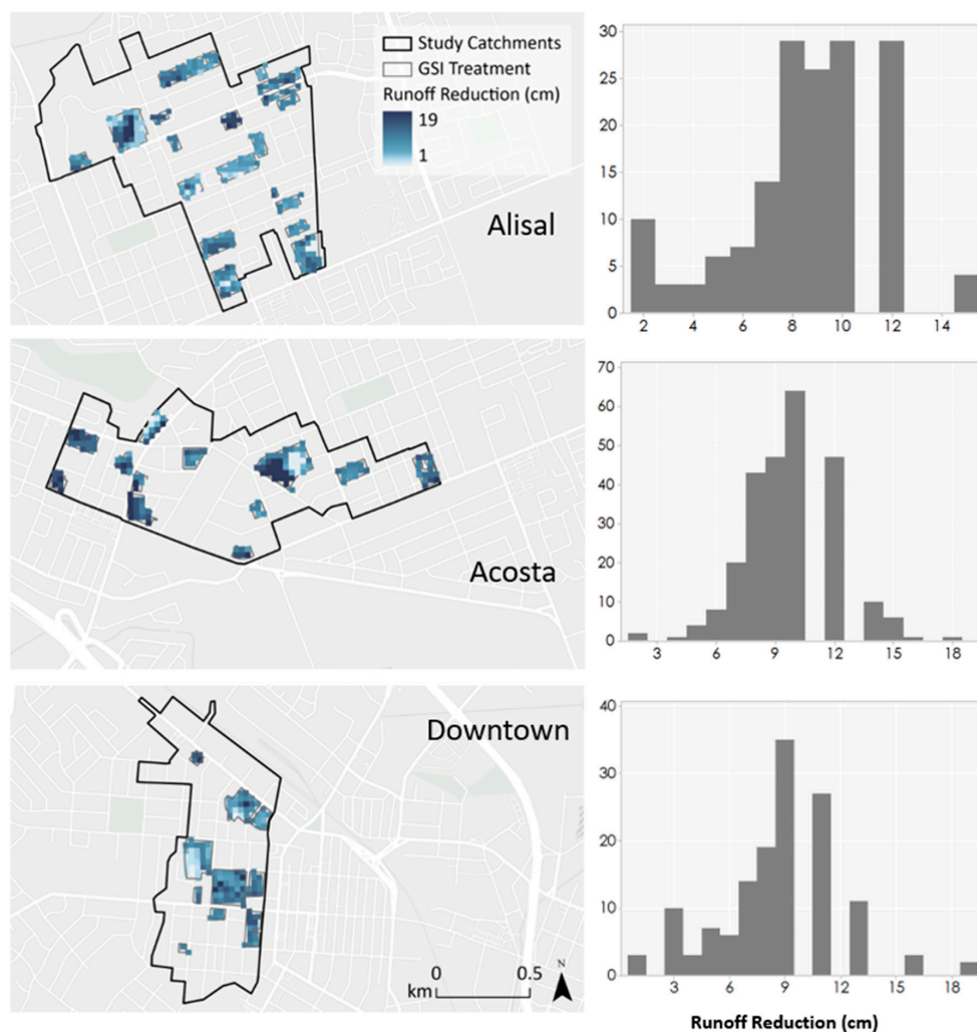 Study Catchments
GSI Treatment
Runoff Reduction (cm)
19
1
Alisal
30
25
20
15
10
5
0
2 4 6 8 10 12 14
Acosta
70
60
50
40
30
20
10
0
3 6 9 12 15 18
Downtown
0 0.5
km
N
40
30
20
10
0
3 6 9 12 15 18
Runoff Reduction (cm)